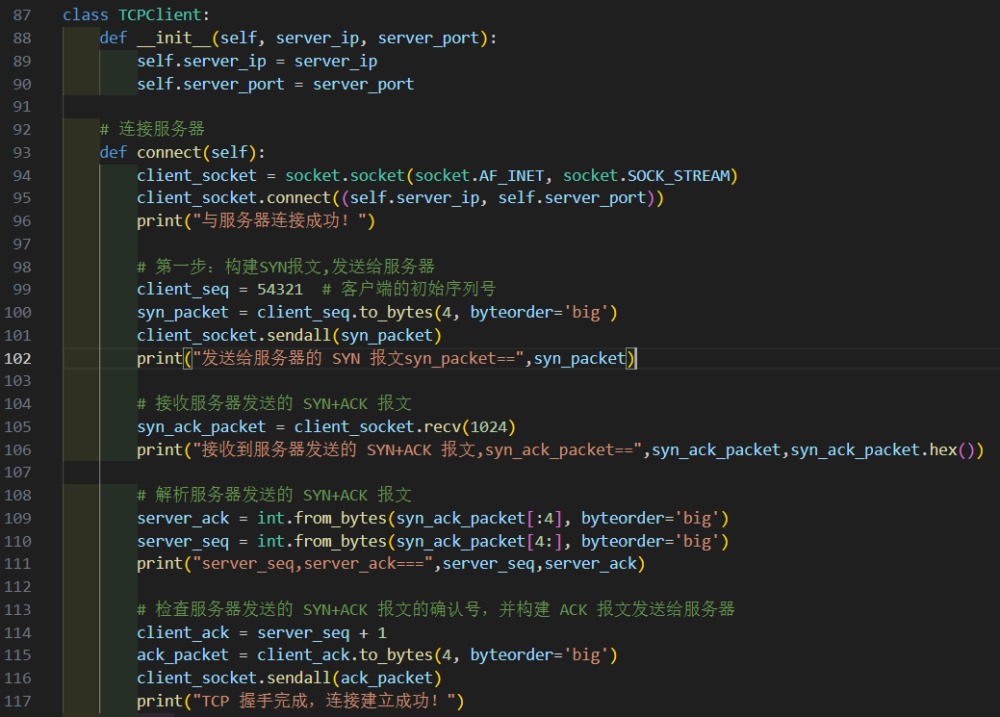 87 class TCPClient:
88     def __init__(self, server_ip, server_port):
89         self.server_ip = server_ip
90         self.server_port = server_port
91
92     # 连接服务器
93     def connect(self):
94         client_socket = socket.socket(socket.AF_INET, socket.SOCK_STREAM)
95         client_socket.connect((self.server_ip, self.server_port))
96         print("与服务器连接成功！")
97
98         # 第一步：构建SYN报文,发送给服务器
99         client_seq = 54321  # 客户端的初始序列号
100         syn_packet = client_seq.to_bytes(4, byteorder='big')
101         client_socket.sendall(syn_packet)
102         print("发送给服务器的 SYN 报文syn_packet==",syn_packet)
103
104         # 接收服务器发送的 SYN+ACK 报文
105         syn_ack_packet = client_socket.recv(1024)
106         print("接收到服务器发送的 SYN+ACK 报文,syn_ack_packet==",syn_ack_packet,syn_ack_packet.hex())
107
108         # 解析服务器发送的 SYN+ACK 报文
109         server_ack = int.from_bytes(syn_ack_packet[:4], byteorder='big')
110         server_seq = int.from_bytes(syn_ack_packet[4:], byteorder='big')
111         print("server_seq,server_ack===",server_seq,server_ack)
112
113         # 检查服务器发送的 SYN+ACK 报文的确认号，并构建 ACK 报文发送给服务器
114         client_ack = server_seq + 1
115         ack_packet = client_ack.to_bytes(4, byteorder='big')
116         client_socket.sendall(ack_packet)
117         print("TCP 握手完成，连接建立成功！")